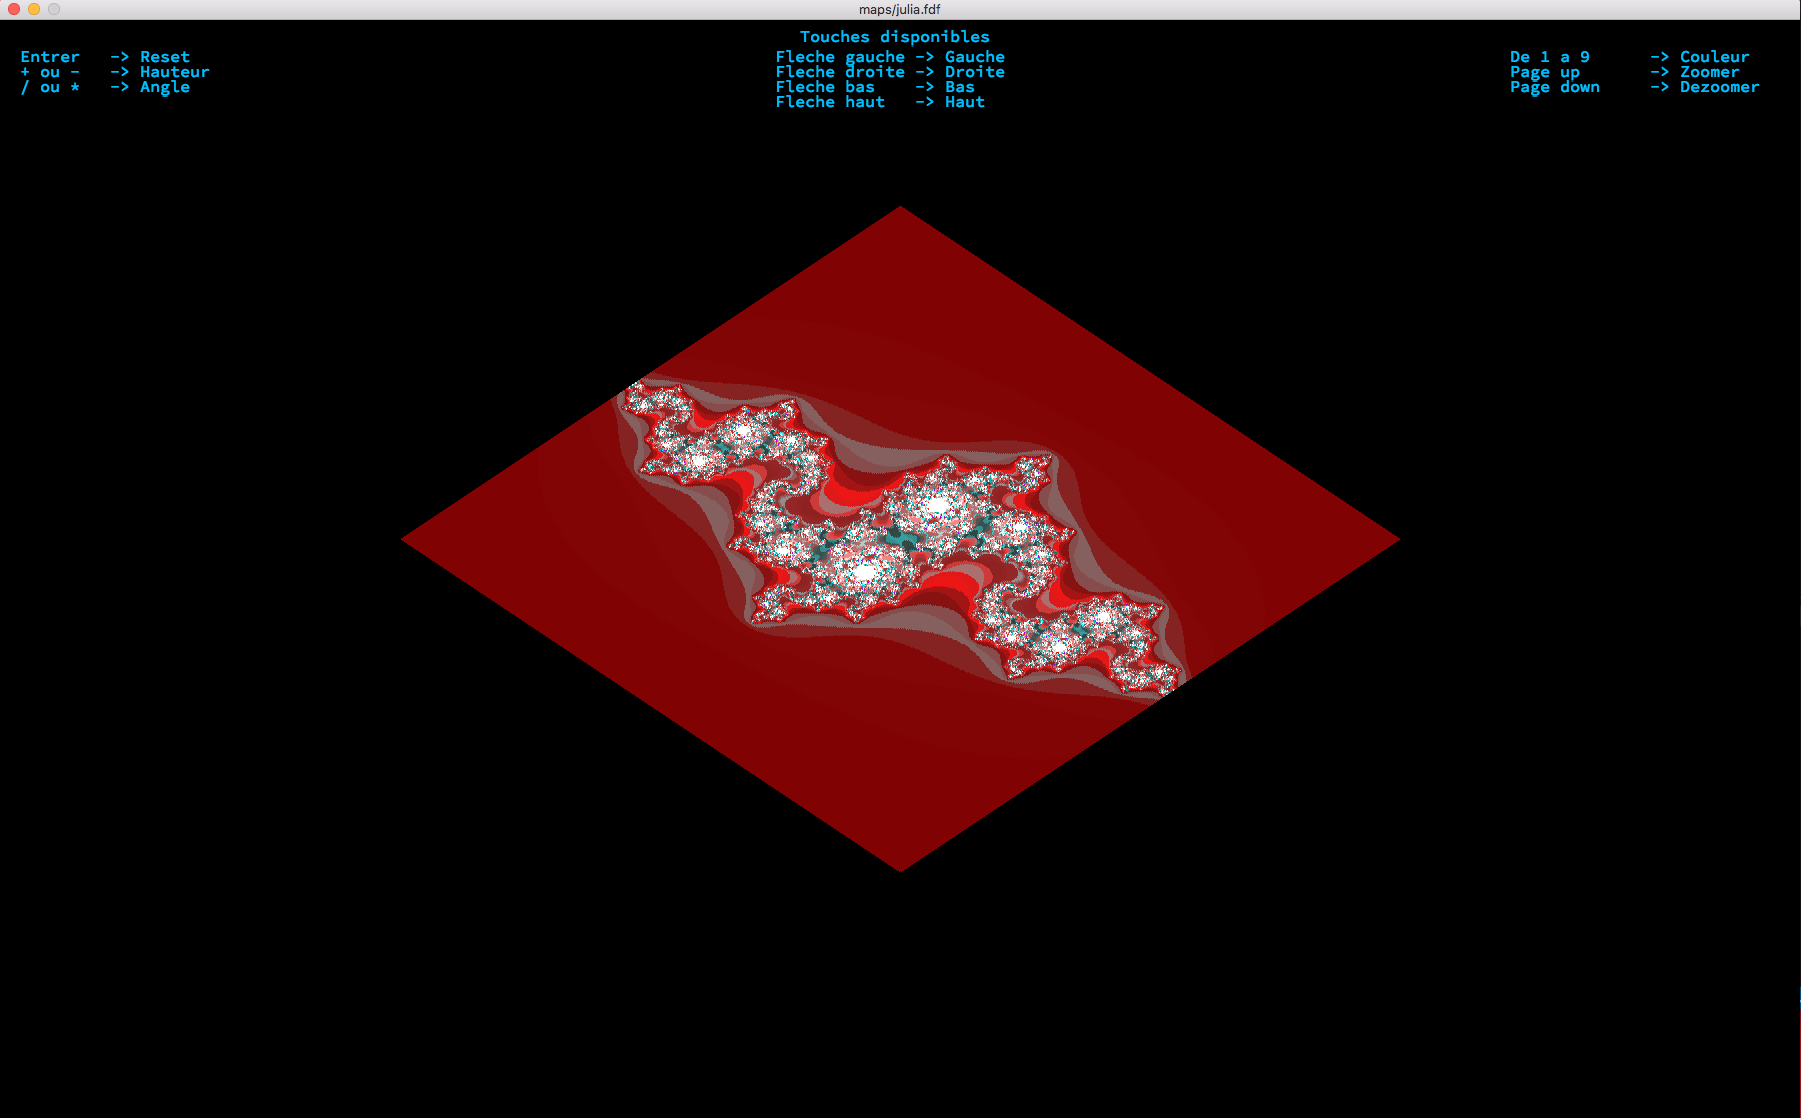 maps/julia.fdf
Touches disponibles
Entrer -> Reset
+ ou - -> Hauteur
/ ou * -> Angle
Fleche gauche -> Gauche
Fleche droite -> Droite
Fleche bas -> Bas
Fleche haut -> Haut
De 1 a 9 -> Couleur
Page up -> Zoomer
Page down -> Dezoomer